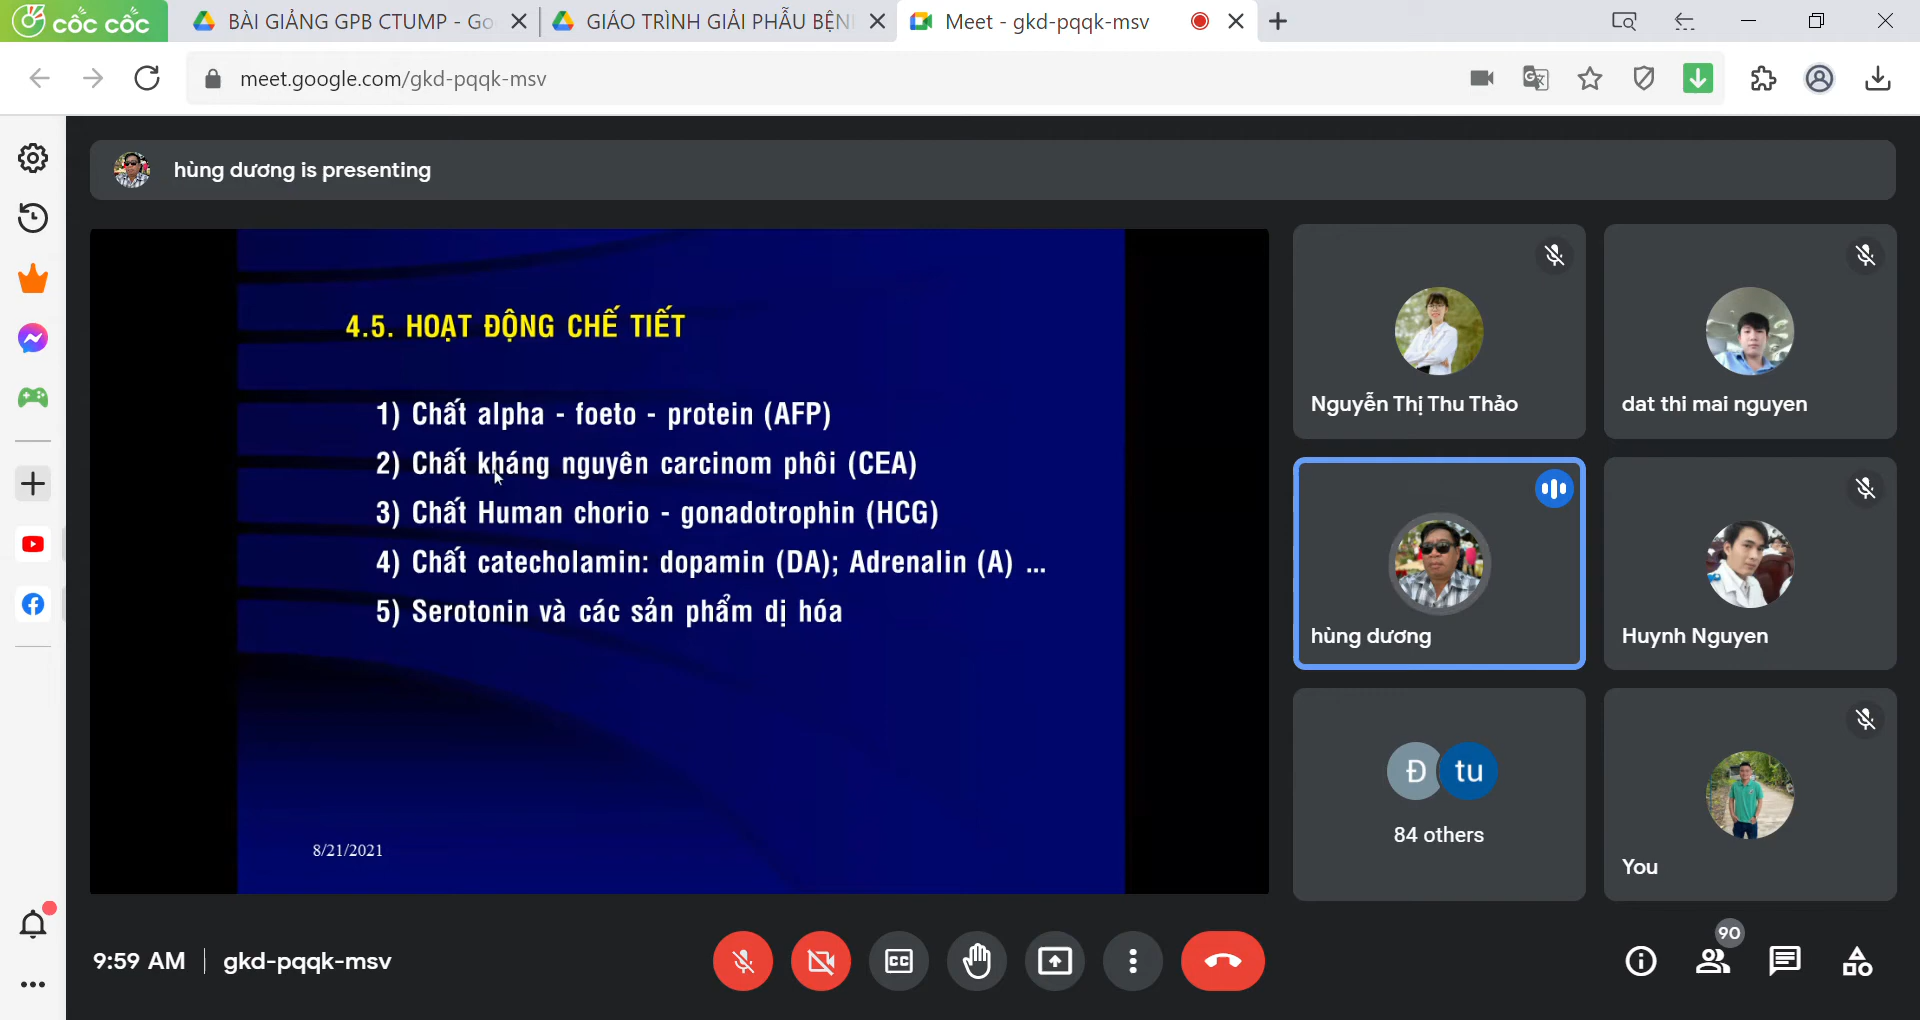 cốc cốc
BÀI GIẢNG GPB CTUMP - Go
GIÁO TRÌNH GIẢI PHẪU BỆN
Meet - gkd-pqqk-msv
meet.google.com/gkd-pqqk-msv
hùng dương is presenting
4.5. HOẠT ĐỘNG CHẾ TIẾT
1) Chất alpha - foeto - protein (AFP)
2) Chất kháng nguyên carcinom phôi (CEA)
3) Chất Human chorio - gonadotrophin (HCG)
4) Chất catecholamin: dopamin (DA); Adrenalin (A) ...
5) Serotonin và các sản phẩm dị hóa
8/21/2021
Nguyễn Thị Thu Thảo
dat thi mai nguyen
hùng dương
Huynh Nguyen
Đ
tu
84 others
You
9:59 AM
gkd-pqqk-msv
CC
90